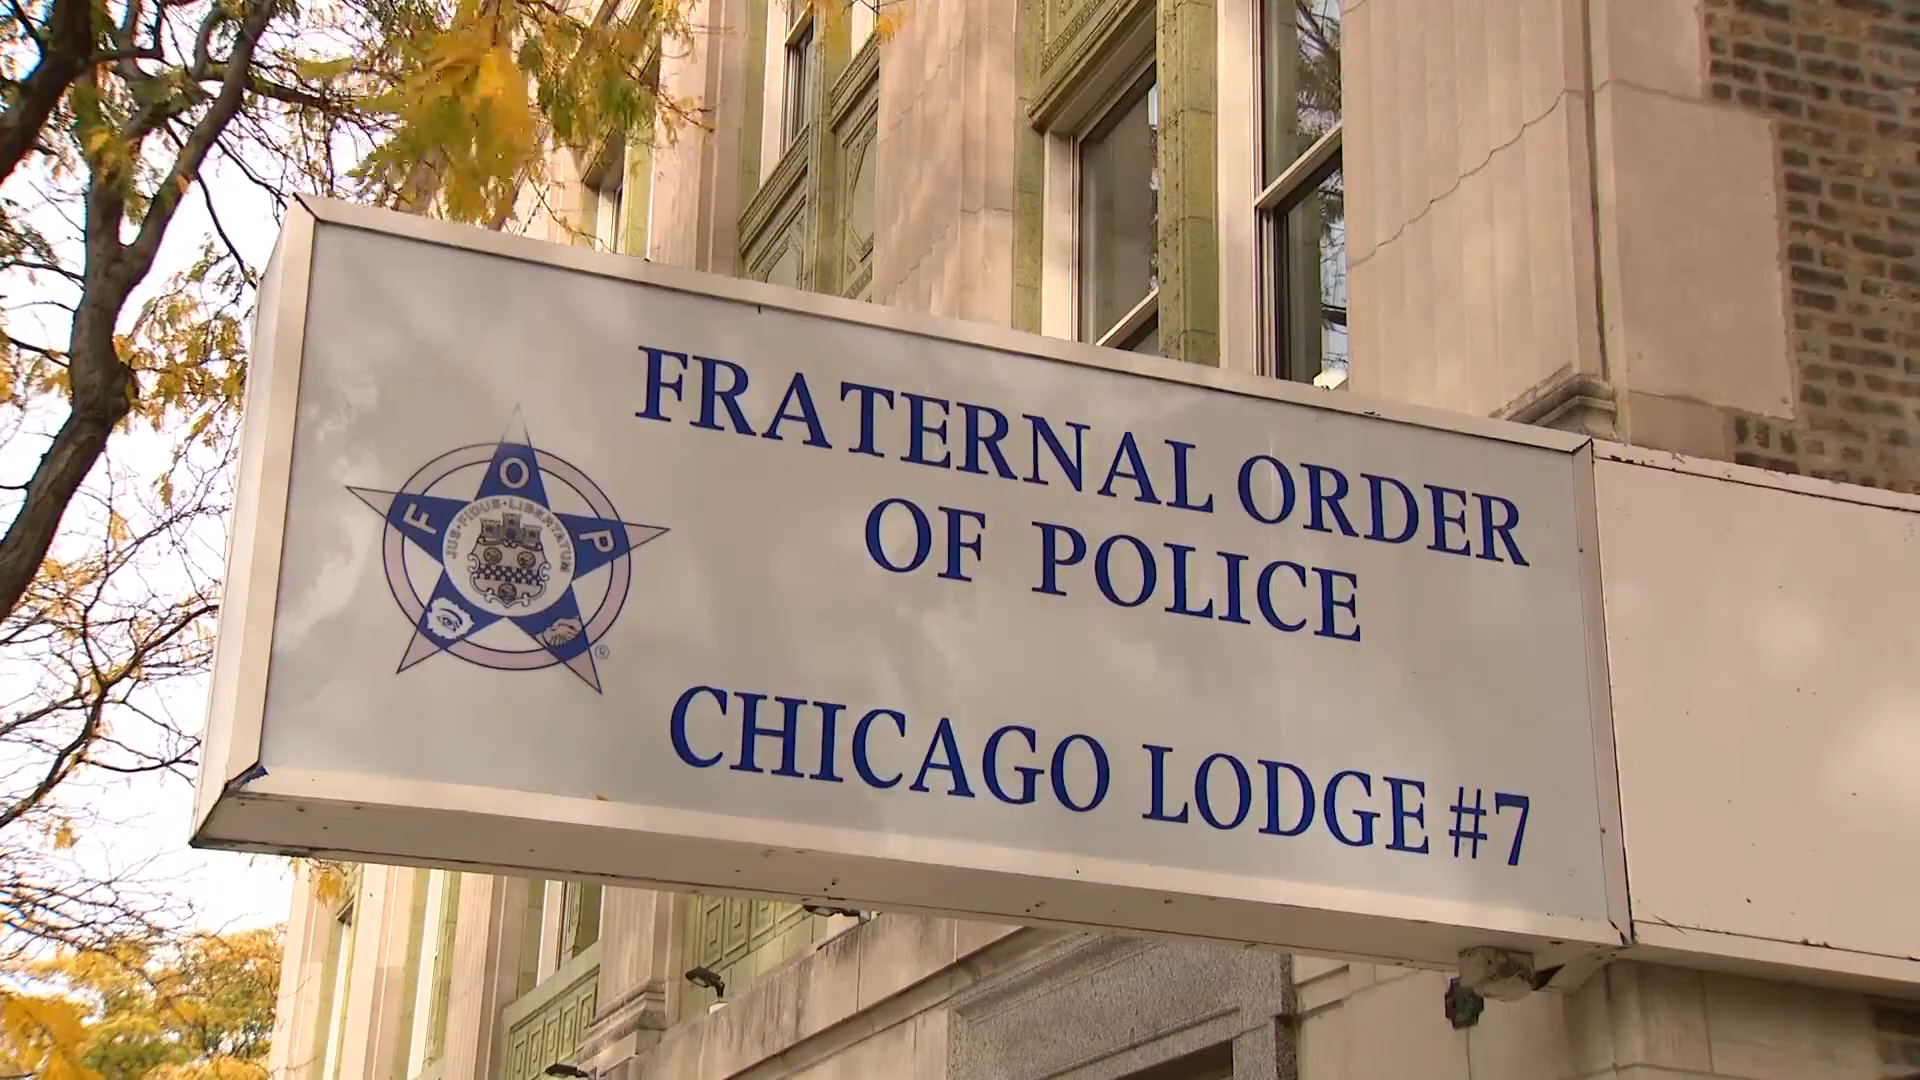 FRATERNAL ORDER
OF POLICE
CHICAGO LODGE #7
F O P
JUS·FIDUS·LIBERTATUM
®